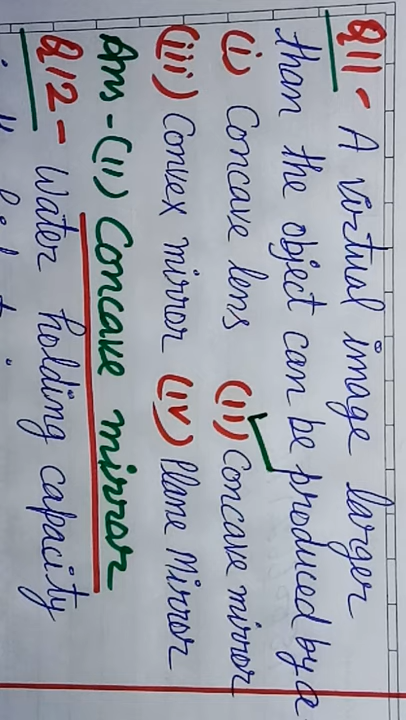 Q11- A virtual image larger
than the object can be produced by a
(i) Concave lens (ii) Concave mirror
(iii) Convex mirror (iv) Plane Mirror
Ans-(ii) Concave mirror
Q12- Water holding capacity